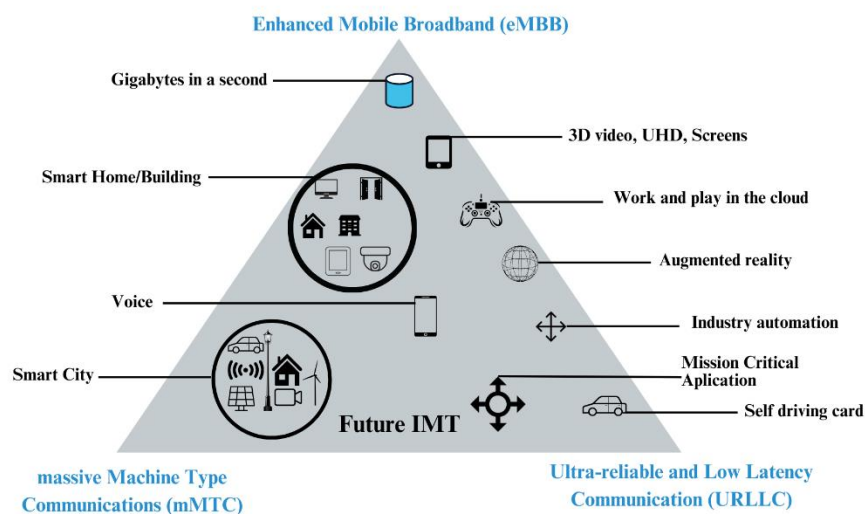 Enhanced Mobile Broadband (eMBB)
Gigabytes in a second
3D video, UHD, Screens
Smart Home/Building
Work and play in the cloud
Augmented reality
Voice
Industry automation
Mission Critical
Aplication
Smart City
Self driving card
Future IMT
massive Machine Type
Communications (mMTC)
Ultra-reliable and Low Latency
Communication (URLLC)